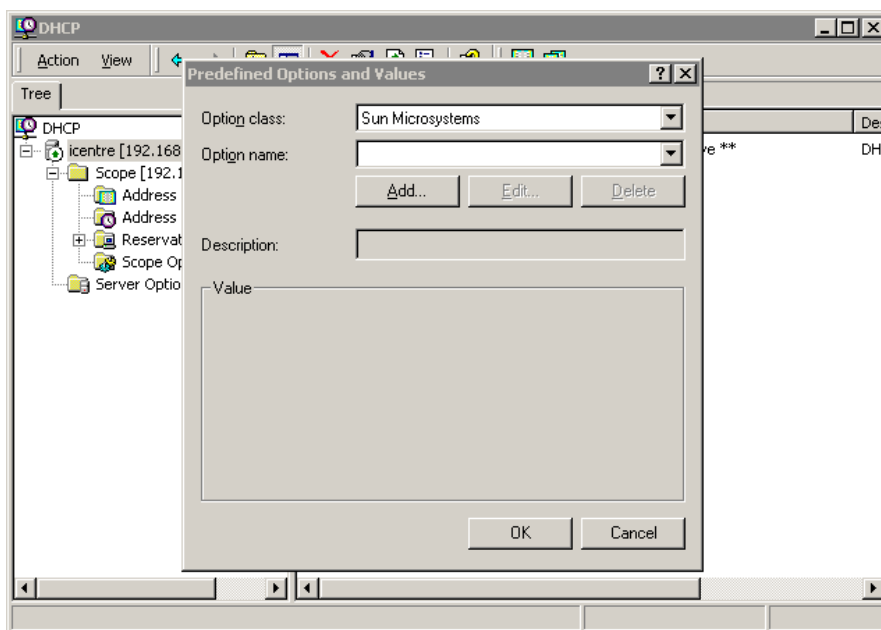 DHCP
Action View
Predefined Options and Values
Tree
DHCP
icentre [192.168
Scope [192.1
Address
Address
Reservat
Scope Op
Server Optio
Option class: Sun Microsystems
Option name:
Add... Edit... Delete
Description:
Value
OK Cancel
De
ve **
DH